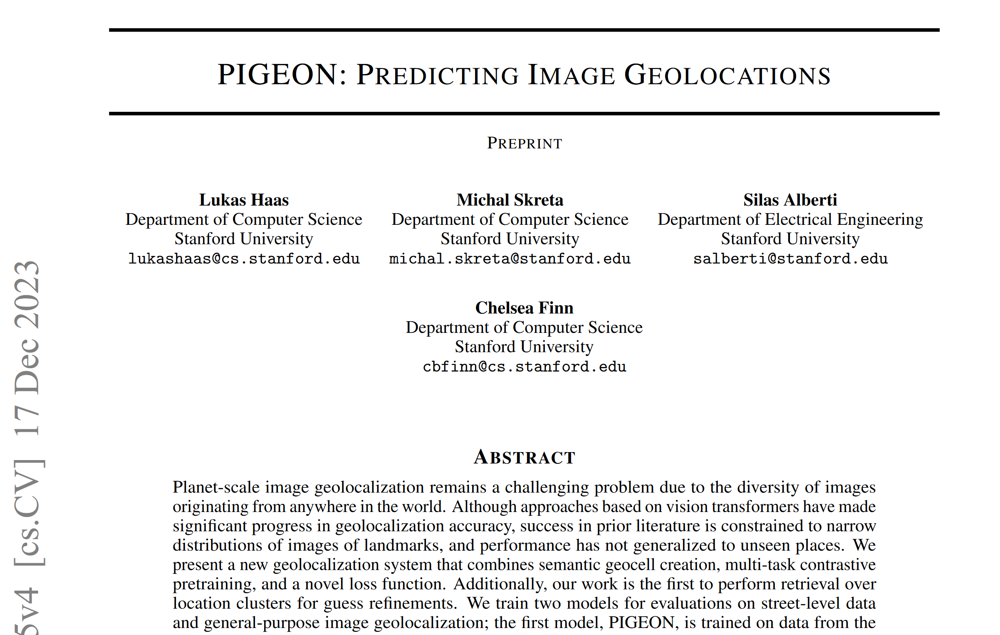 PIGEON: PREDICTING IMAGE GEOLOCATIONS
PREPRINT
Lukas Haas
Department of Computer Science
Stanford University
lukashaas@cs.stanford.edu
Michal Skreta
Department of Computer Science
Stanford University
michal.skreta@stanford.edu
Silas Alberti
Department of Electrical Engineering
Stanford University
salberti@stanford.edu
Chelsea Finn
Department of Computer Science
Stanford University
cbfinn@cs.stanford.edu
ABSTRACT
Planet-scale image geolocalization remains a challenging problem due to the diversity of images
originating from anywhere in the world. Although approaches based on vision transformers have made
significant progress in geolocalization accuracy, success in prior literature is constrained to narrow
distributions of images of landmarks, and performance has not generalized to unseen places. We
present a new geolocalization system that combines semantic geocell creation, multi-task contrastive
pretraining, and a novel loss function. Additionally, our work is the first to perform retrieval over
location clusters for guess refinements. We train two models for evaluations on street-level data
and general-purpose image geolocalization; the first model, PIGEON, is trained on data from the
5v4 [cs.CV] 17 Dec 2023